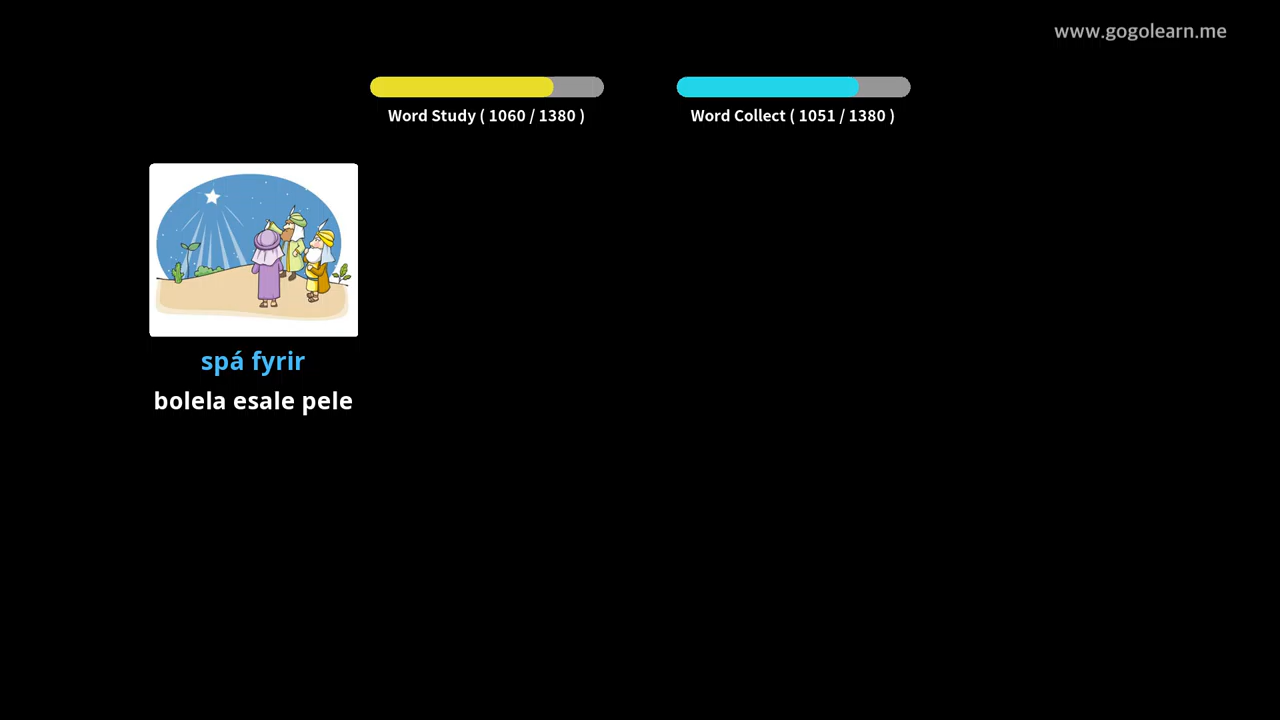 www.gogolearn.me
Word Study ( 1060 / 1380 )
Word Collect ( 1051 / 1380 )
spá fyrir
bolela esale pele